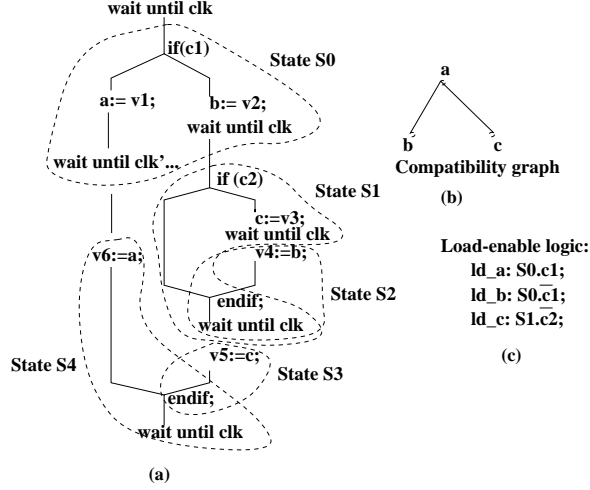 wait until clk
if(c1)
State S0
a:= v1;
b:= v2;
wait until clk
wait until clk'...
if (c2)
State S1
c:=v3;
wait until clk
v6:=a;
v4:=b;
State S2
endif;
wait until clk
State S4
v5:=c;
State S3
endif;
wait until clk
(a)
a
b
c
Compatibility graph
(b)
Load-enable logic:
ld_a: S0.c1;
ld_b: S0.c̅1̅;
ld_c: S1.c̅2̅;
(c)